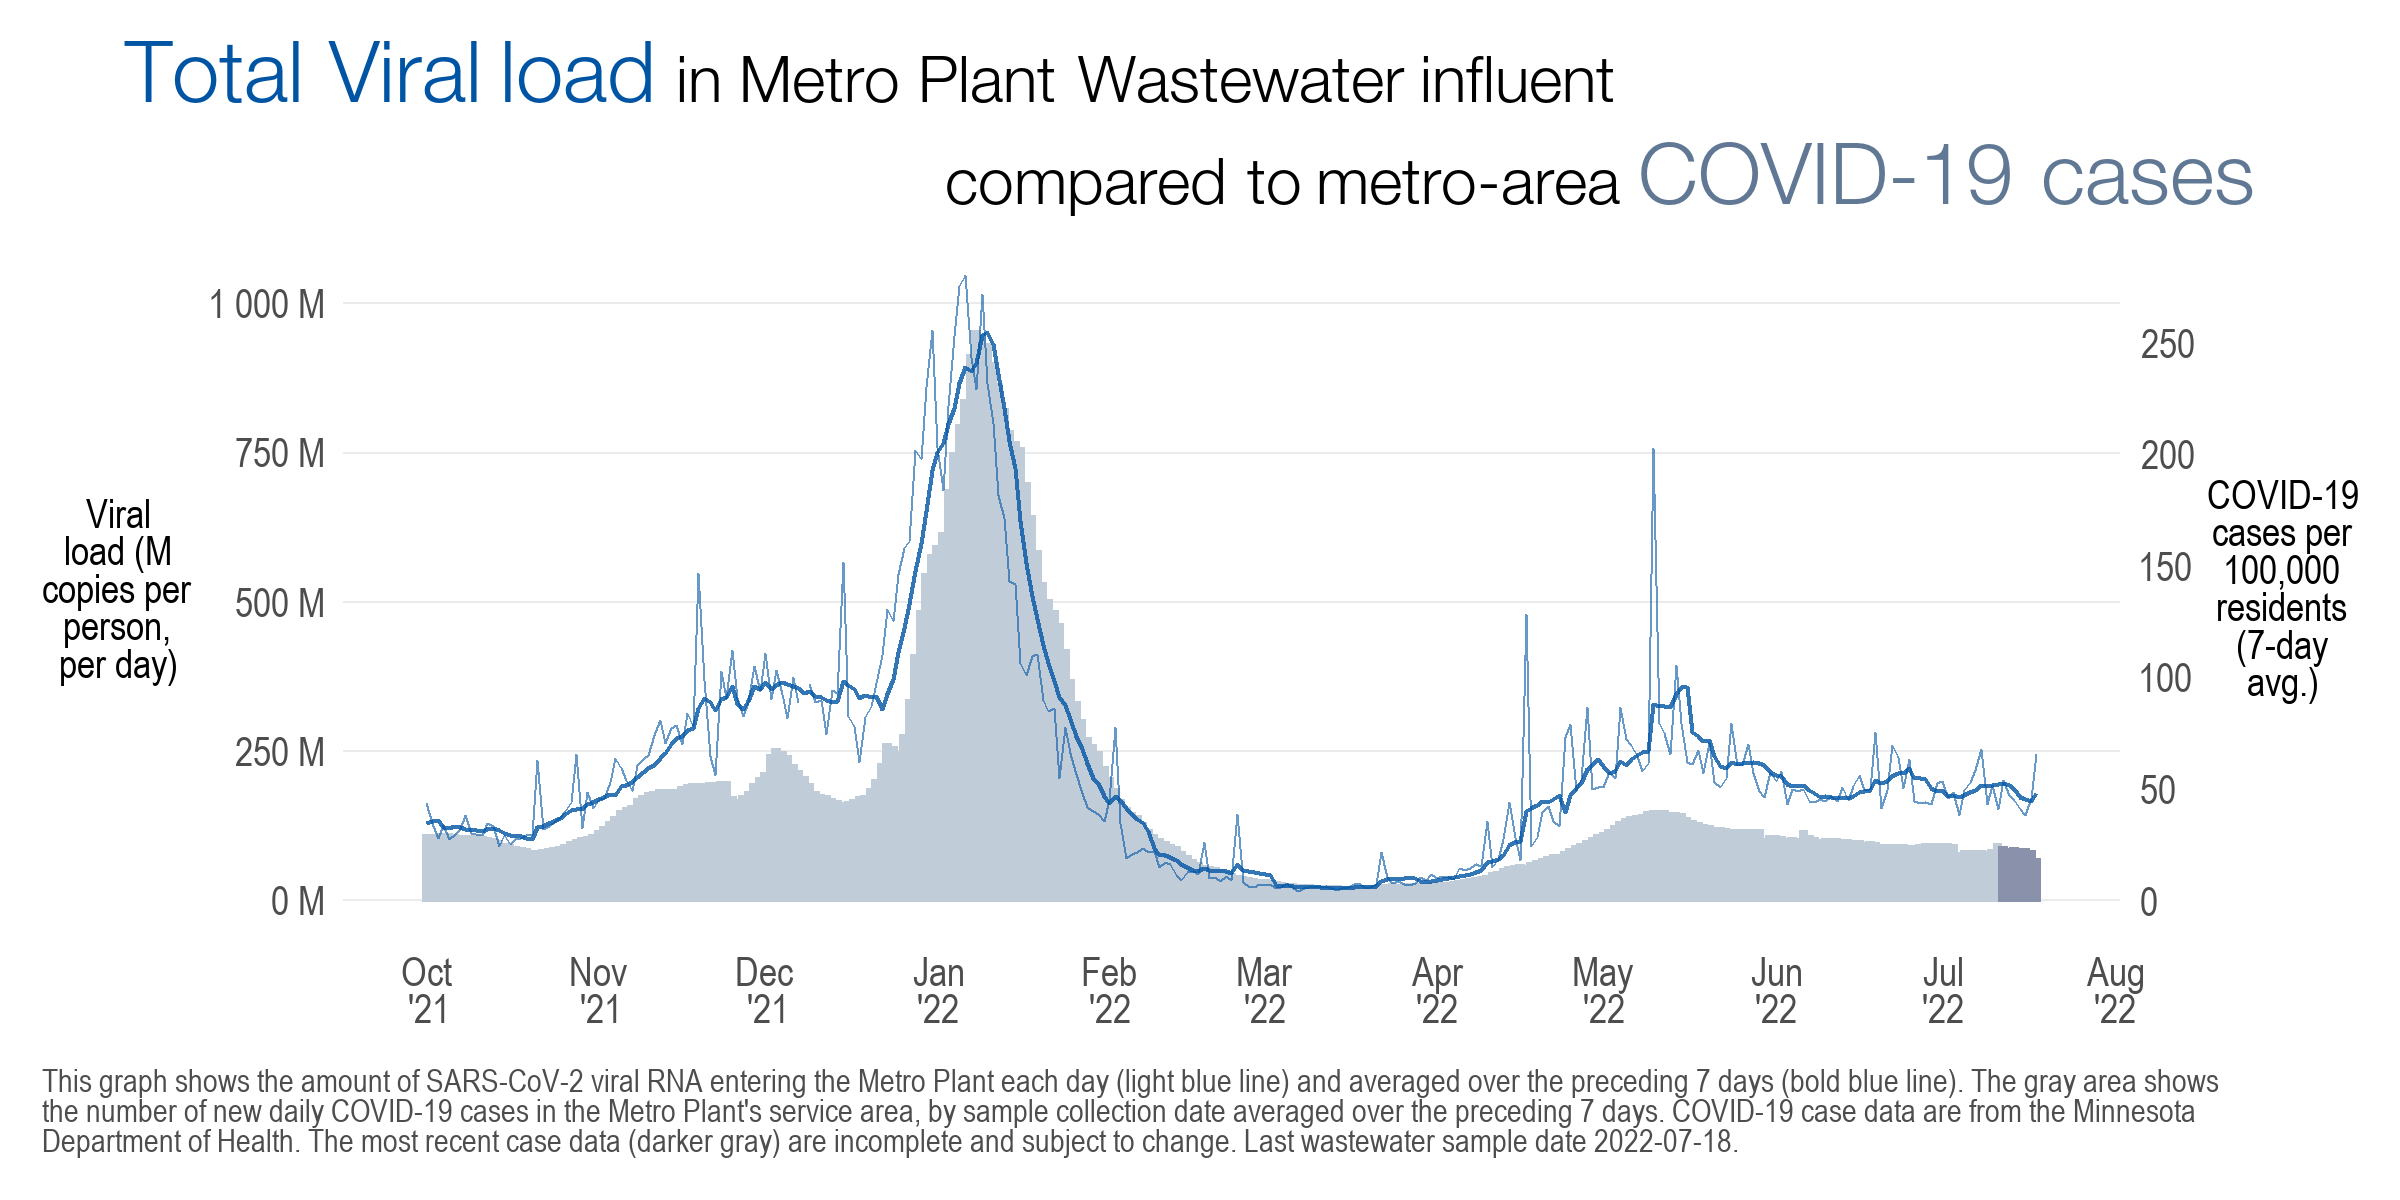 Total Viral load in Metro Plant Wastewater influent
compared to metro-area COVID-19 cases
1 000 M
750 M
500 M
250 M
0 M
Viral
load (M
copies per
person,
per day)
250
200
150
100
50
0
COVID-19
cases per
100,000
residents
(7-day
avg.)
Oct Nov Dec Jan Feb Mar Apr May Jun Jul Aug
'21 '21 '21 '22 '22 '22 '22 '22 '22 '22 '22
This graph shows the amount of SARS-CoV-2 viral RNA entering the Metro Plant each day (light blue line) and averaged over the preceding 7 days (bold blue line). The gray area shows
the number of new daily COVID-19 cases in the Metro Plant's service area, by sample collection date averaged over the preceding 7 days. COVID-19 case data are from the Minnesota
Department of Health. The most recent case data (darker gray) are incomplete and subject to change. Last wastewater sample date 2022-07-18.